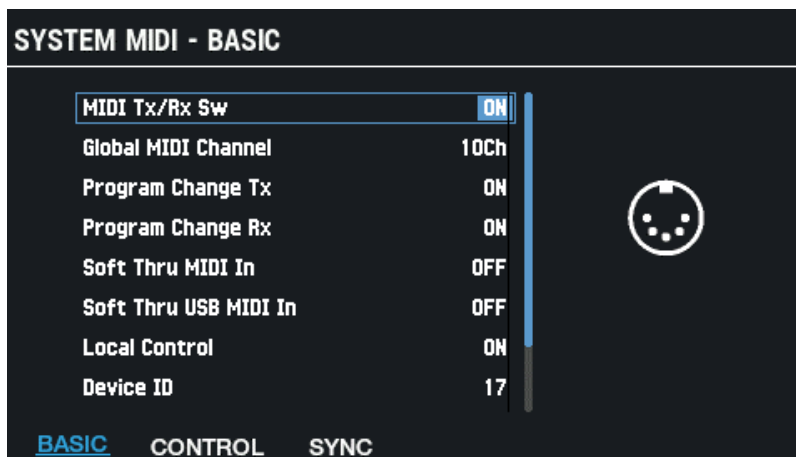 SYSTEM MIDI - BASIC
MIDI Tx/Rx Sw ON
Global MIDI Channel 10Ch
Program Change Tx ON
Program Change Rx ON
Soft Thru MIDI In OFF
Soft Thru USB MIDI In OFF
Local Control ON
Device ID 17
BASIC CONTROL SYNC